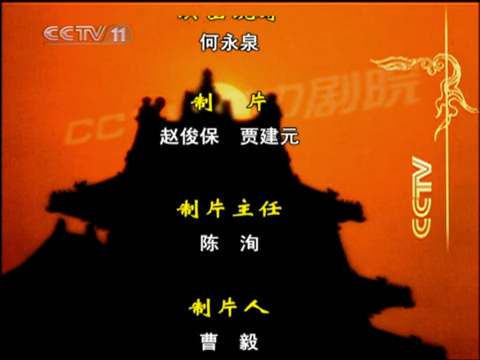 CCTV 11
何永泉
制 片
赵俊保 贾建元
制片主任
陈 洵
制片人
曹 毅
CCTV